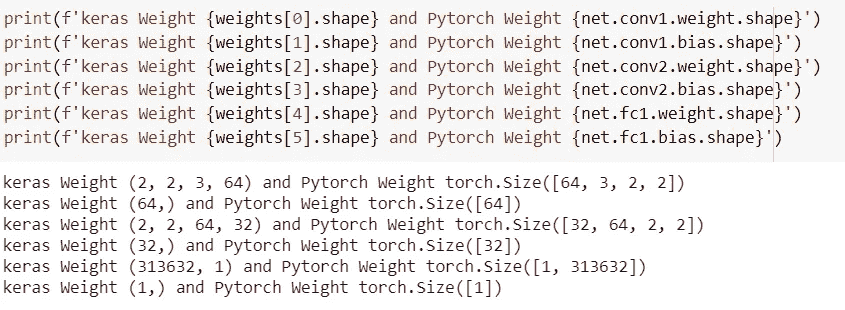 print(f'keras Weight {weights[0].shape} and Pytorch Weight {net.conv1.weight.shape}')
print(f'keras Weight {weights[1].shape} and Pytorch Weight {net.conv1.bias.shape}')
print(f'keras Weight {weights[2].shape} and Pytorch Weight {net.conv2.weight.shape}')
print(f'keras Weight {weights[3].shape} and Pytorch Weight {net.conv2.bias.shape}')
print(f'keras Weight {weights[4].shape} and Pytorch Weight {net.fc1.weight.shape}')
print(f'keras Weight {weights[5].shape} and Pytorch Weight {net.fc1.bias.shape}')
keras Weight (2, 2, 3, 64) and Pytorch Weight torch.Size([64, 3, 2, 2])
keras Weight (64,) and Pytorch Weight torch.Size([64])
keras Weight (2, 2, 64, 32) and Pytorch Weight torch.Size([32, 64, 2, 2])
keras Weight (32,) and Pytorch Weight torch.Size([32])
keras Weight (313632, 1) and Pytorch Weight torch.Size([1, 313632])
keras Weight (1,) and Pytorch Weight torch.Size([1])